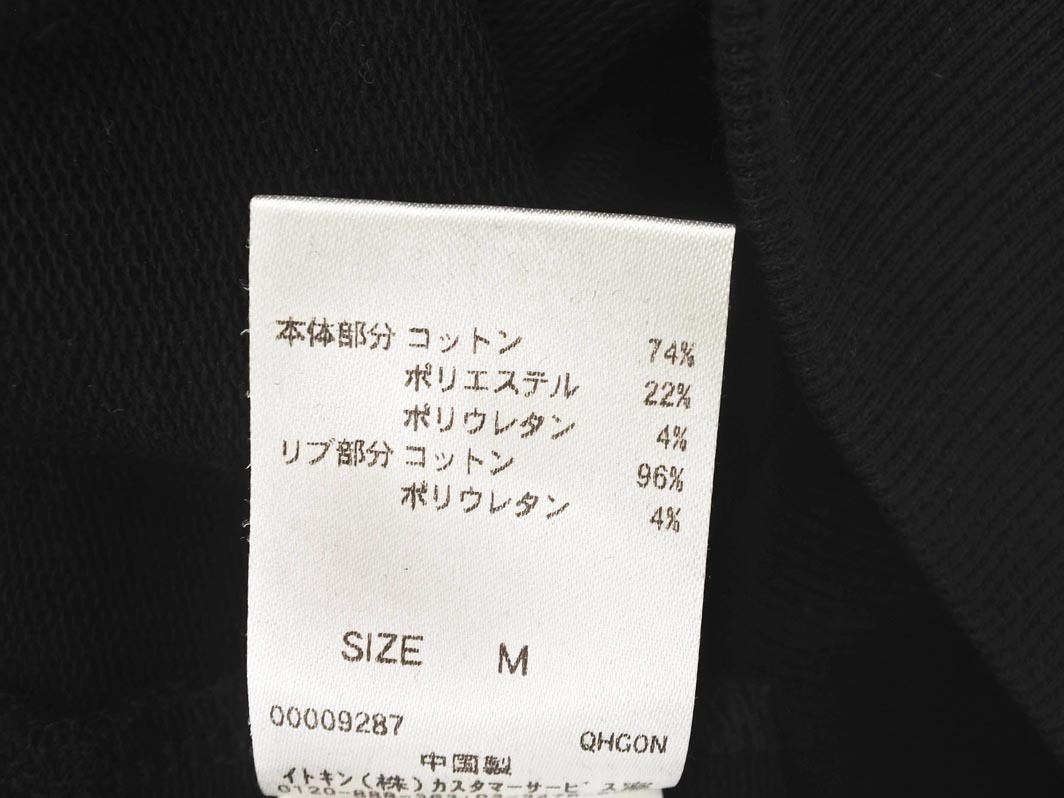 本体部分 コットン 74%
ポリエステル 22%
ポリウレタン 4%
リブ部分 コットン 96%
ポリウレタン 4%
SIZE M
00009287
QHGON
中国製
イトキン(株)カスタマーサービス室